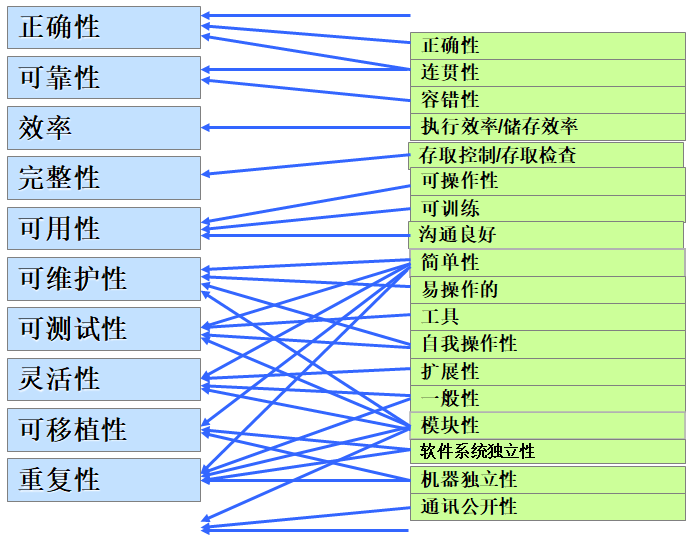 正确性
可靠性
效率
完整性
可用性
可维护性
可测试性
灵活性
可移植性
重复性
正确性
连贯性
容错性
执行效率/储存效率
存取控制/存取检查
可操作性
可训练
沟通良好
简单性
易操作的
工具
自我操作性
扩展性
一般性
模块性
软件系统独立性
机器独立性
通讯公开性